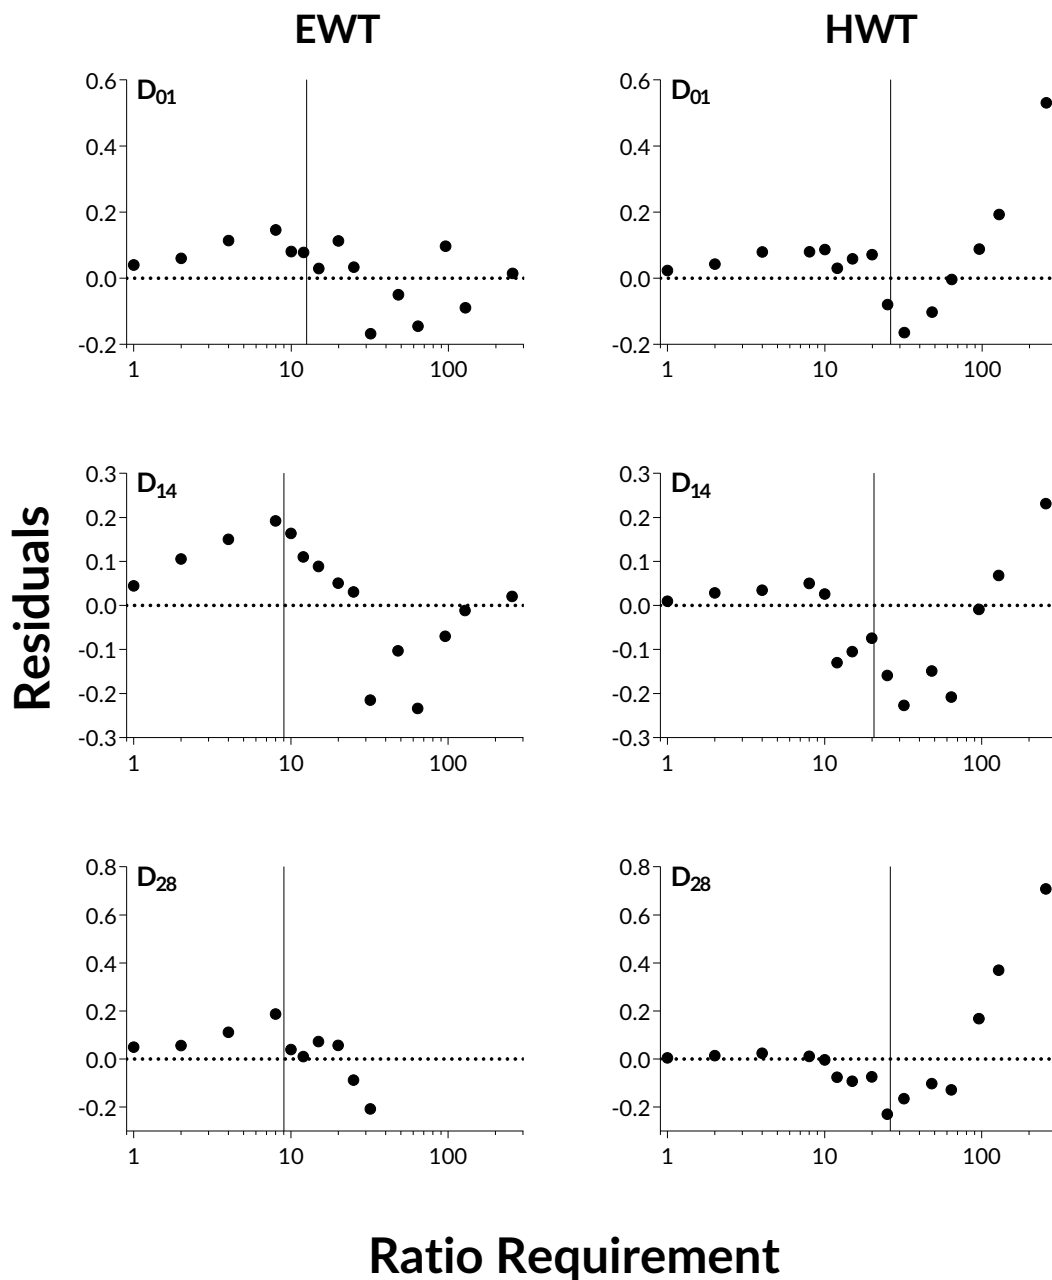 EWT HWT
0.6 D01 0.6 D01
0.4 0.4
0.2 0.2
0.0 0.0
-0.2 -0.2
1 10 100 1 10 100
0.3 D14 0.3 D14
0.2 0.2
0.1 0.1
0.0 0.0
-0.1 -0.1
-0.2 -0.2
-0.3 -0.3
1 10 100 1 10 100
Residuals
0.8 D28 0.8 D28
0.6 0.6
0.4 0.4
0.2 0.2
0.0 0.0
-0.2 -0.2
1 10 100 1 10 100
Ratio Requirement